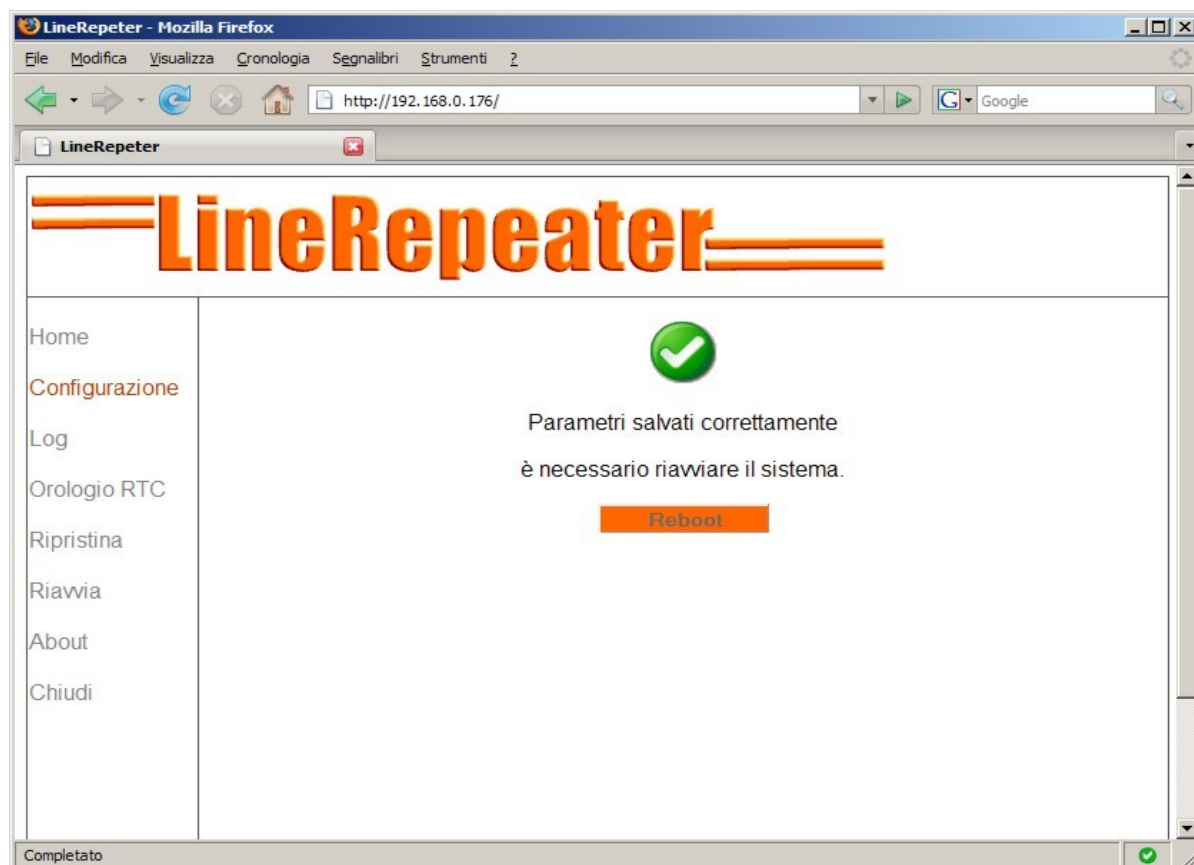 LineRepeter - Mozilla Firefox
File Modifica Visualizza Cronologia Segnalibri Strumenti ?
http://192.168.0.176/
G Google
LineRepeter
LineRepeater
Home
Configurazione
Log
Orologio RTC
Ripristina
Riavvia
About
Chiudi
Parametri salvati correttamente
è necessario riavviare il sistema.
Reboot
Completato